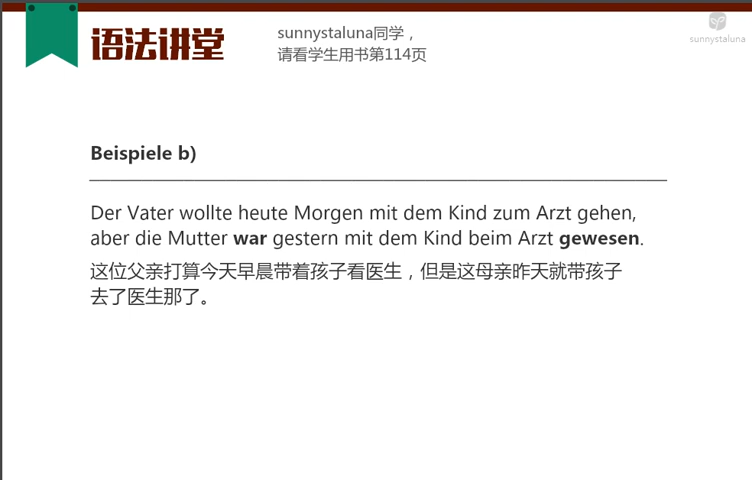 语法讲堂
sunnystaluna同学，
请看学生用书第114页
sunnystaluna
Beispiele b)
Der Vater wollte heute Morgen mit dem Kind zum Arzt gehen,
aber die Mutter war gestern mit dem Kind beim Arzt gewesen.
这位父亲打算今天早晨带着孩子看医生，但是这母亲昨天就带孩子
去了医生那了。